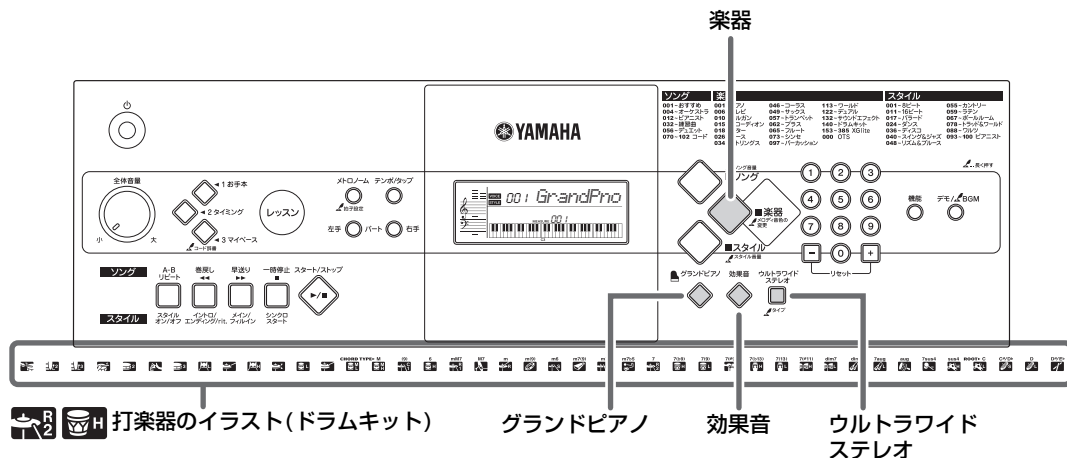 楽器
ソング
001-おすすめ
004-オーケストラ
012-ピアニスト
032-練習曲
056-デュエット
070-102 コード
046-コーラス
049-サックス
057-トランペット
062-ブラス
065-フルート
073-シンセ
097-パーカッション
113-ワールド
122-デュアル
132-サウンドエフェクト
140-ドラムキット
153-385 XGlite
000 OTS
スタイル
001-8ビート
011-16ビート
017-バラード
024-ダンス
036-ディスコ
040-スイング&ジャズ
048-リズム&ブルース
055-カントリー
059-ラテン
067-ボールルーム
078-トラッド&ワールド
088-ワルツ
093-100 ピアニスト
YAMAHA
全体音量
小
大
1 お手本
2 タイミング
3 マイペース
コード辞書
レッスン
メトロノーム
テンポ/タップ
拍子設定
左手
パート
右手
001 GrandPno
MEASURE 001
ソング
楽器
メロディ音色の
変更
スタイル
スタイル音量
1 2 3
4 5 6
7 8 9
- 0 +
リセット
長く押す
機能
デモ/BGM
ソング
A-B
リピート
巻戻し
早送り
一時停止
スタート/ストップ
スタイル
スタイル
オン/オフ
イントロ/
エンディング/rit.
メイン/
フィルイン
シンクロ
スタート
グランドピアノ
効果音
ウルトラワイド
ステレオ
タイプ
CHORD TYPE
R2
H
打楽器のイラスト(ドラムキット)
グランドピアノ
効果音
ウルトラワイド
ステレオ